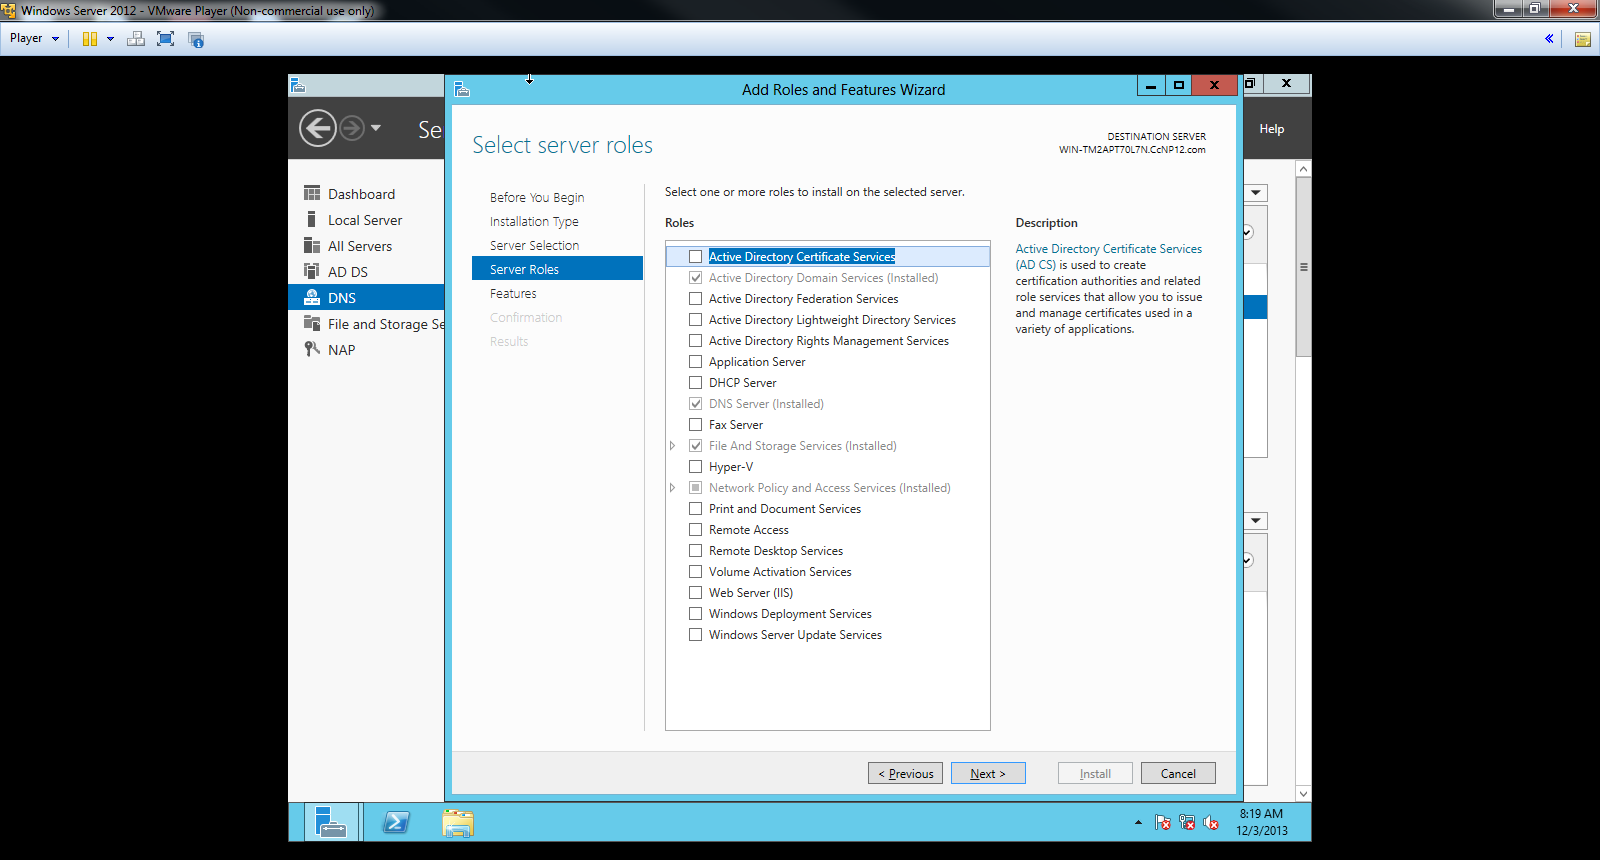 Windows Server 2012 - VMware Player (Non-commercial use only)
Player
Add Roles and Features Wizard
Se
Help
Select server roles
DESTINATION SERVER
WIN-TM2APT70L7N.CcNP12.com
Dashboard
Local Server
All Servers
AD DS
DNS
File and Storage Se
NAP
Before You Begin
Installation Type
Server Selection
Server Roles
Features
Confirmation
Results
Select one or more roles to install on the selected server.
Roles
Active Directory Certificate Services
Active Directory Domain Services (Installed)
Active Directory Federation Services
Active Directory Lightweight Directory Services
Active Directory Rights Management Services
Application Server
DHCP Server
DNS Server (Installed)
Fax Server
File And Storage Services (Installed)
Hyper-V
Network Policy and Access Services (Installed)
Print and Document Services
Remote Access
Remote Desktop Services
Volume Activation Services
Web Server (IIS)
Windows Deployment Services
Windows Server Update Services
Description
Active Directory Certificate Services
(AD CS) is used to create
certification authorities and related
role services that allow you to issue
and manage certificates used in a
variety of applications.
< Previous
Next >
Install
Cancel
8:19 AM
12/3/2013